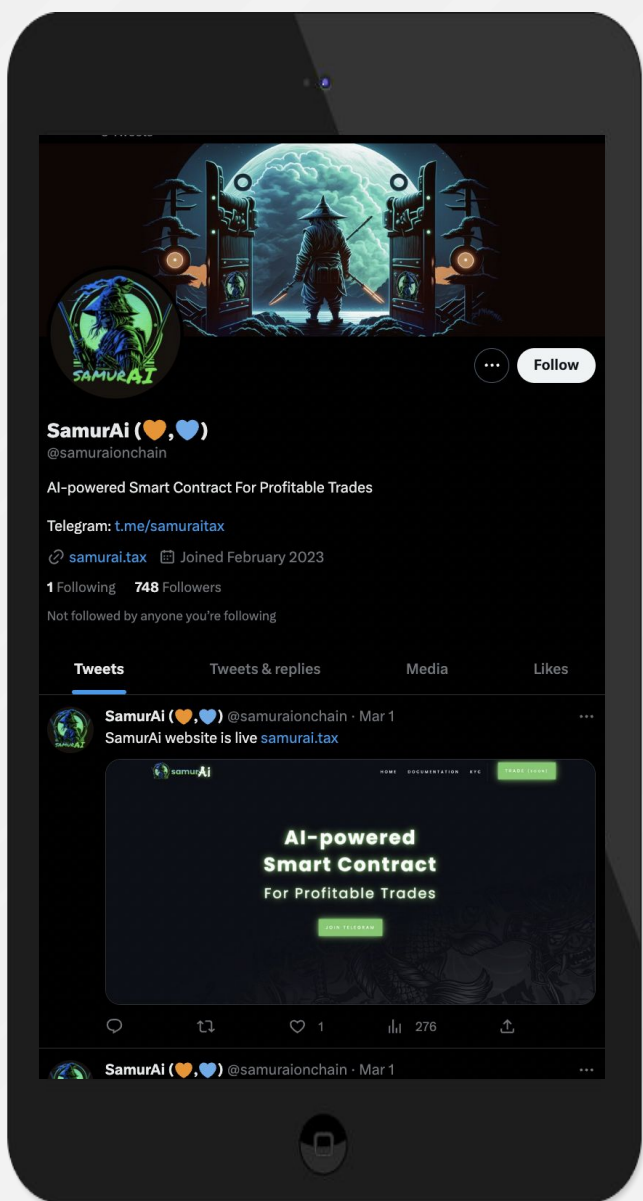 SAMURAI
Follow
SamurAi (🧡,💙)
@samuraionchain
AI-powered Smart Contract For Profitable Trades
Telegram: t.me/samuraitax
samurai.tax Joined February 2023
1 Following 748 Followers
Not followed by anyone you're following
Tweets Tweets & replies Media Likes
SamurAi (🧡,💙) @samuraionchain · Mar 1
SamurAi website is live samurai.tax
samurAi HOME DOCUMENTATION KYC TRADE (soon)
AI-powered
Smart Contract
For Profitable Trades
JOIN TELEGRAM
1 276
SamurAi (🧡,💙) @samuraionchain · Mar 1